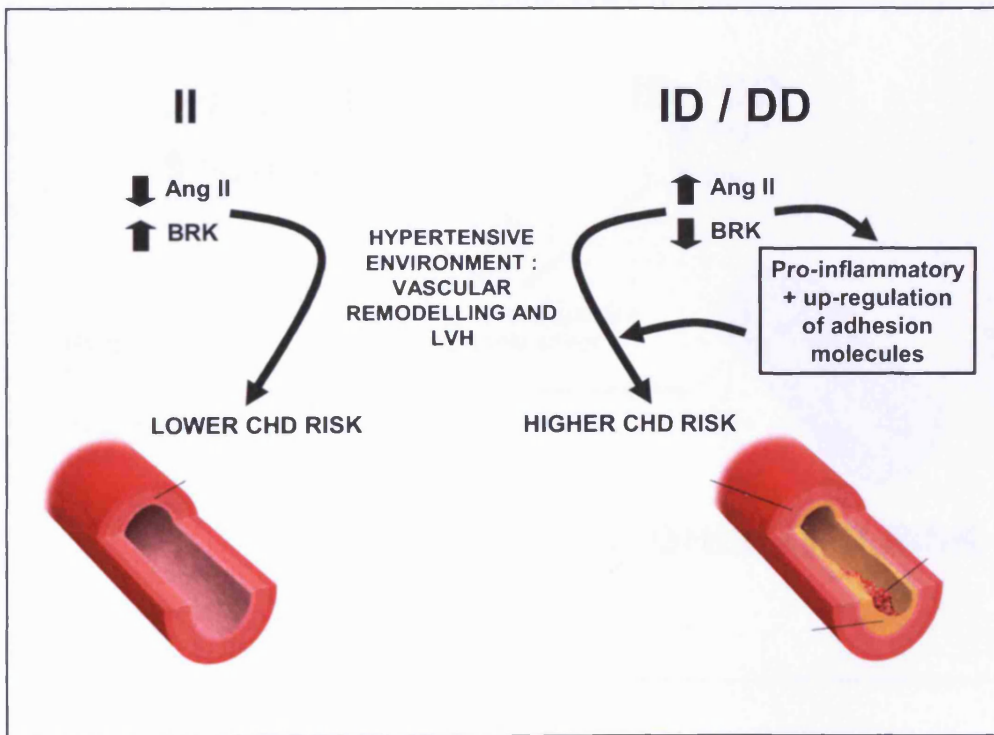 II
Ang II
BRK
HYPERTENSIVE
ENVIRONMENT :
VASCULAR
REMODELLING AND
LVH
LOWER CHD RISK
ID / DD
Ang II
BRK
Pro-inflammatory
+ up-regulation
of adhesion
molecules
HIGHER CHD RISK